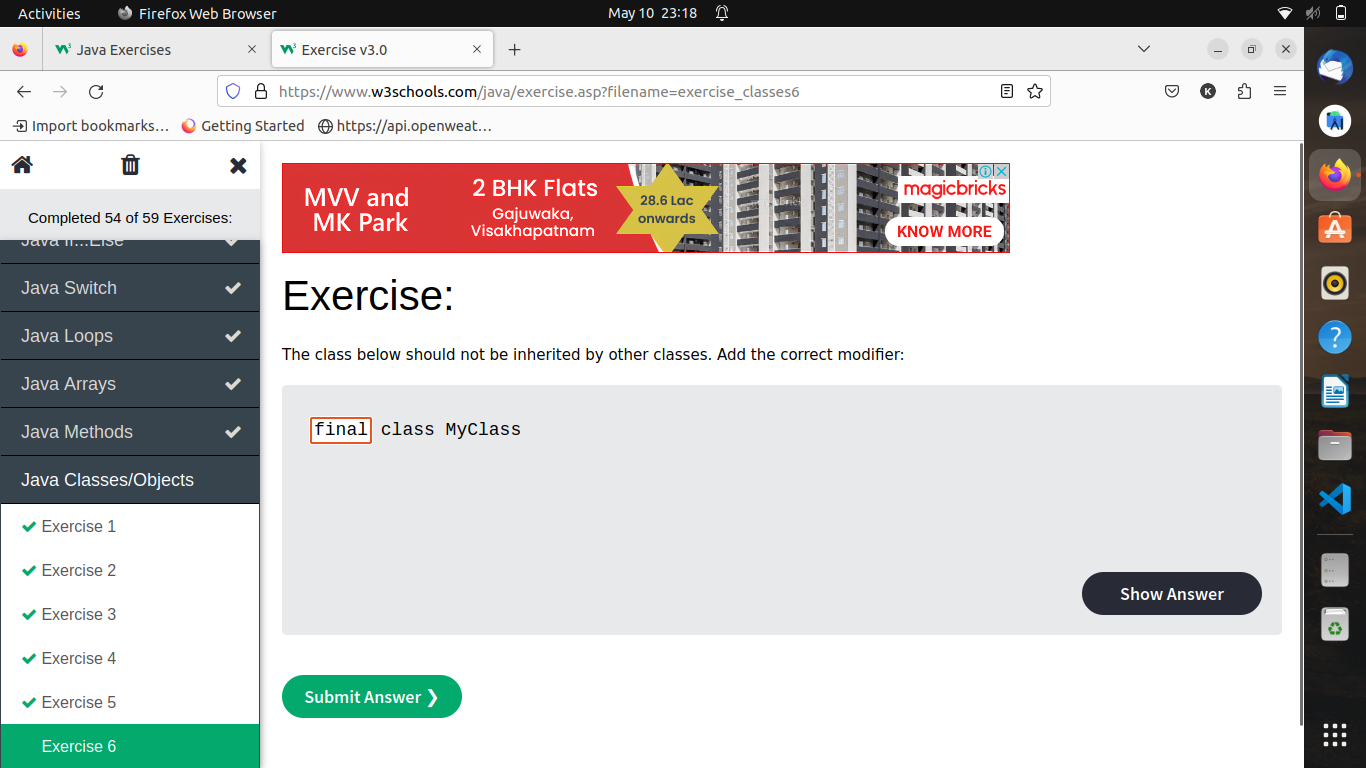 Activities
Firefox Web Browser
May 10 23:18
Java Exercises
Exercise v3.0
https://www.w3schools.com/java/exercise.asp?filename=exercise_classes6
K
Import bookmarks…
Getting Started
https://api.openweat…
Completed 54 of 59 Exercises:
Java If...Else
Java Switch
Java Loops
Java Arrays
Java Methods
Java Classes/Objects
Exercise 1
Exercise 2
Exercise 3
Exercise 4
Exercise 5
Exercise 6
MVV and
MK Park
2 BHK Flats
Gajuwaka,
Visakhapatnam
28.6 Lac
onwards
magicbricks
KNOW MORE
Exercise:
The class below should not be inherited by other classes. Add the correct modifier:
final class MyClass
Show Answer
Submit Answer ❯